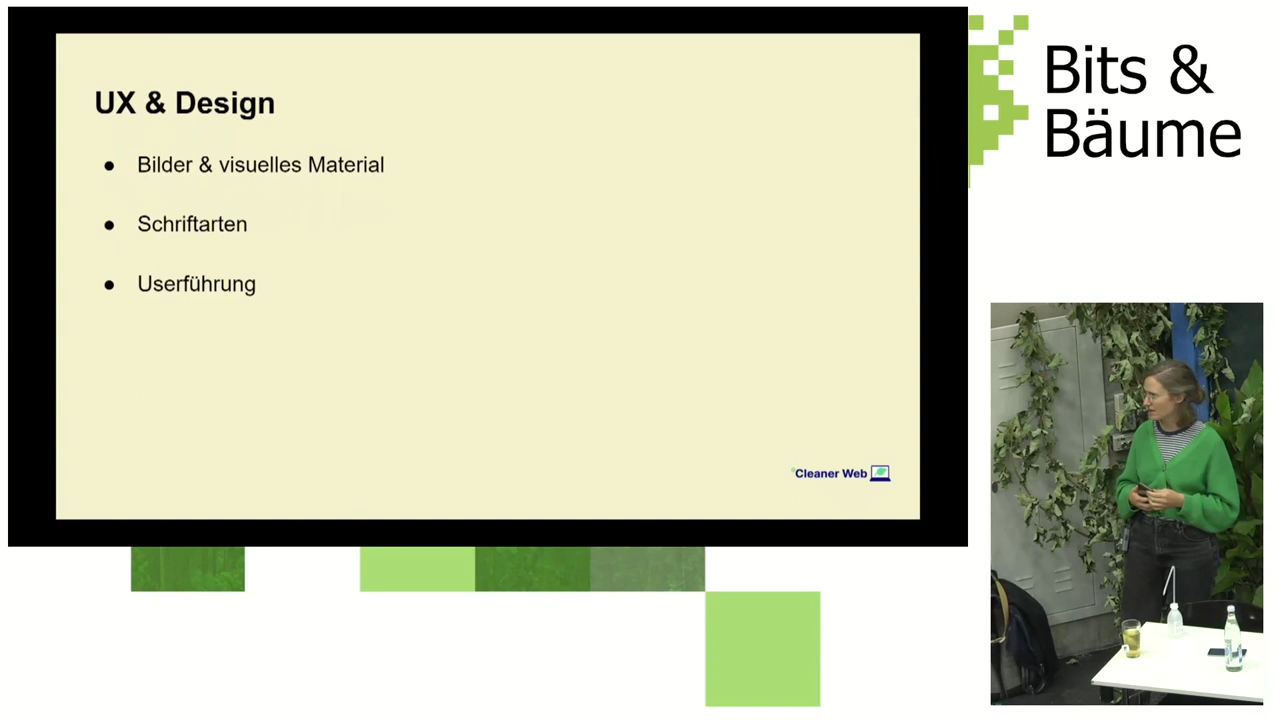 UX & Design
● Bilder & visuelles Material
● Schriftarten
● Userführung
Cleaner Web
Bits &
Bäume